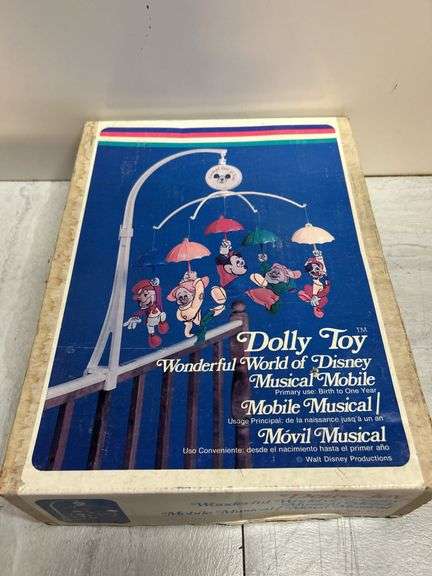 Dolly Toy™
Wonderful World of Disney
Musical Mobile
Primary use: Birth to One Year
Mobile Musical/
Usage Principal: de la naissance jusq'à un an
Móvil Musical
Uso Conveniente: desde el nacimiento hasta el primer año
© Walt Disney Productions